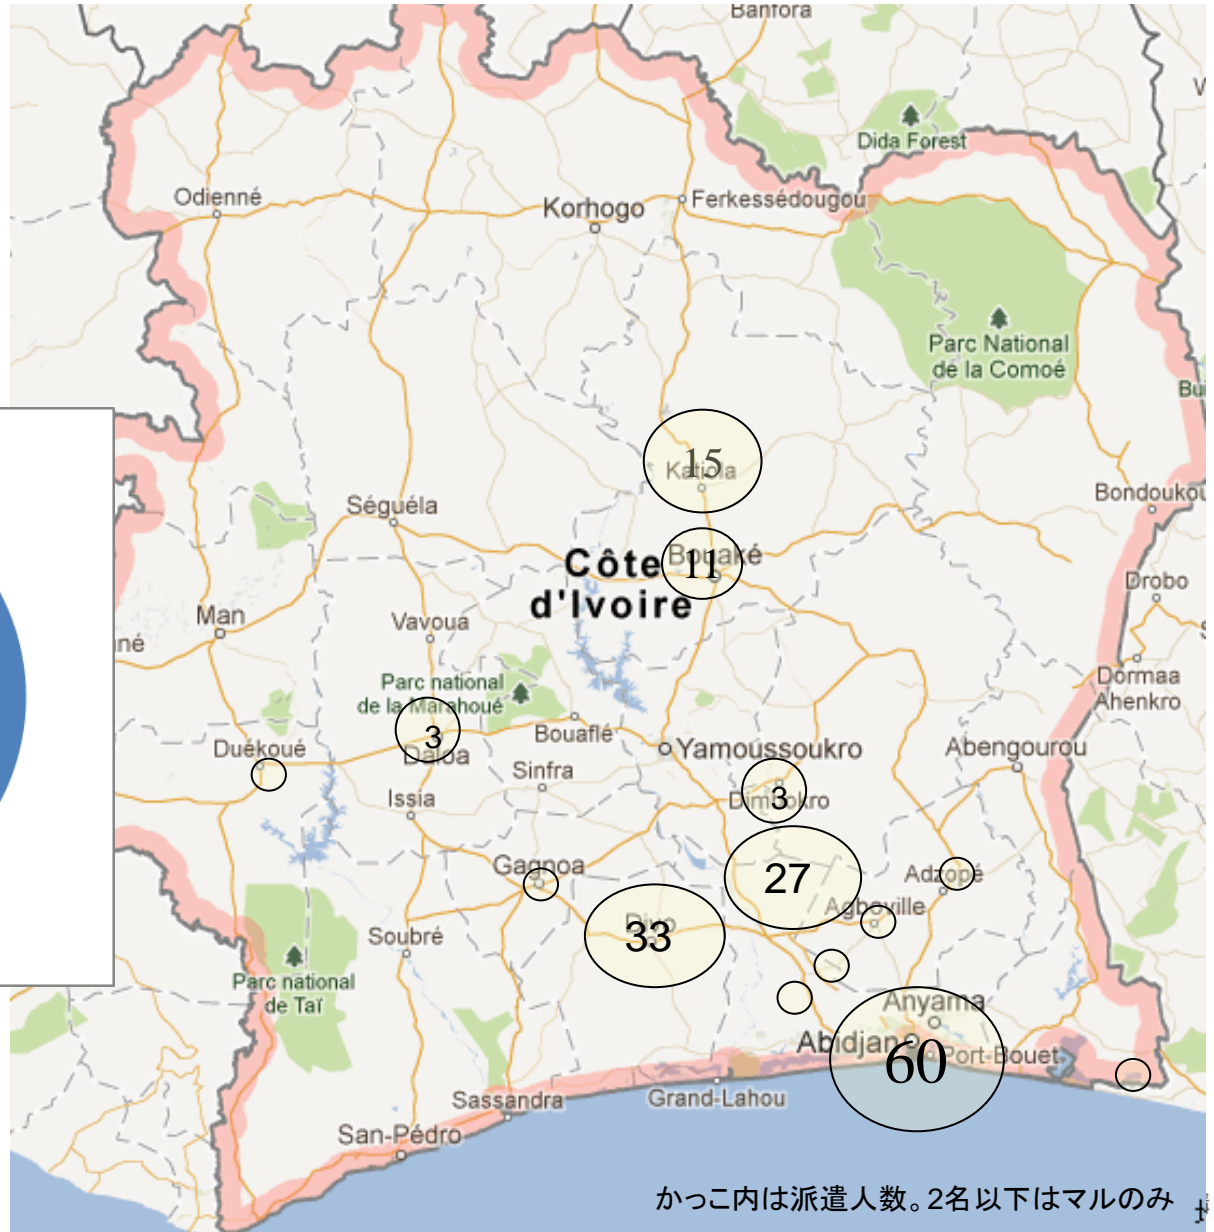 Banfora
Dida Forest
Odienné
Korhogo
Ferkessédougou
Parc National
de la Comoé
15
Katiola
Séguéla
Bondoukou
Côte
d'Ivoire
Bouaké
11
Drobo
Man
Vavoua
né
Dormaa
Ahenkro
Parc national
de la Marahoué
3
Daloa
Duékoué
Bouaflé
Yamoussoukro
Abengourou
Sinfra
Issia
3
Dimbokro
Gagnoa
27
Adzopé
Agboville
Divo
33
Soubré
Parc national
de Taï
Anyama
Abidjan
Port-Bouet
60
Sassandra
Grand-Lahou
San-Pédro
かっこ内は派遣人数。2名以下はマルのみ